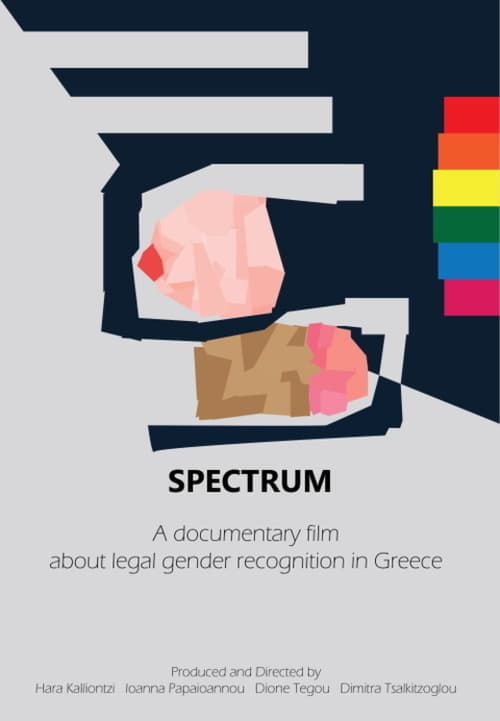 SPECTRUM
A documentary film
about legal gender recognition in Greece
Produced and Directed by
Hara Kalliontzi Ioanna Papaioannou Dione Tegou Dimitra Tsalkitzoglou